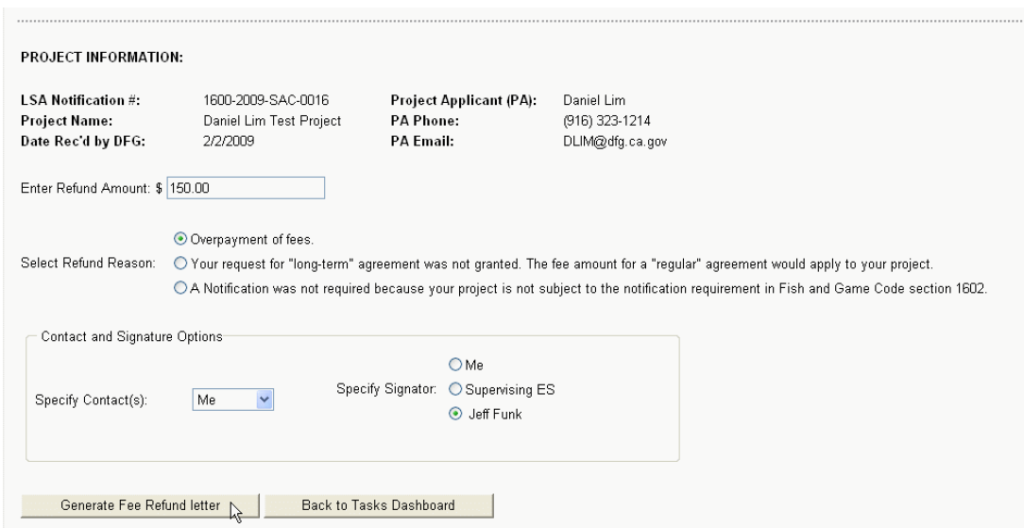 PROJECT INFORMATION:
LSA Notification #: 1600-2009-SAC-0016 Project Applicant (PA): Daniel Lim
Project Name: Daniel Lim Test Project PA Phone: (916) 323-1214
Date Rec'd by DFG: 2/2/2009 PA Email: DLIM@dfg.ca.gov
Enter Refund Amount: $ 150.00
Overpayment of fees.
Select Refund Reason: Your request for "long-term" agreement was not granted. The fee amount for a "regular" agreement would apply to your project.
A Notification was not required because your project is not subject to the notification requirement in Fish and Game Code section 1602.
Contact and Signature Options
Me
Specify Contact(s): Me Specify Signator: Supervising ES
Jeff Funk
Generate Fee Refund letter Back to Tasks Dashboard